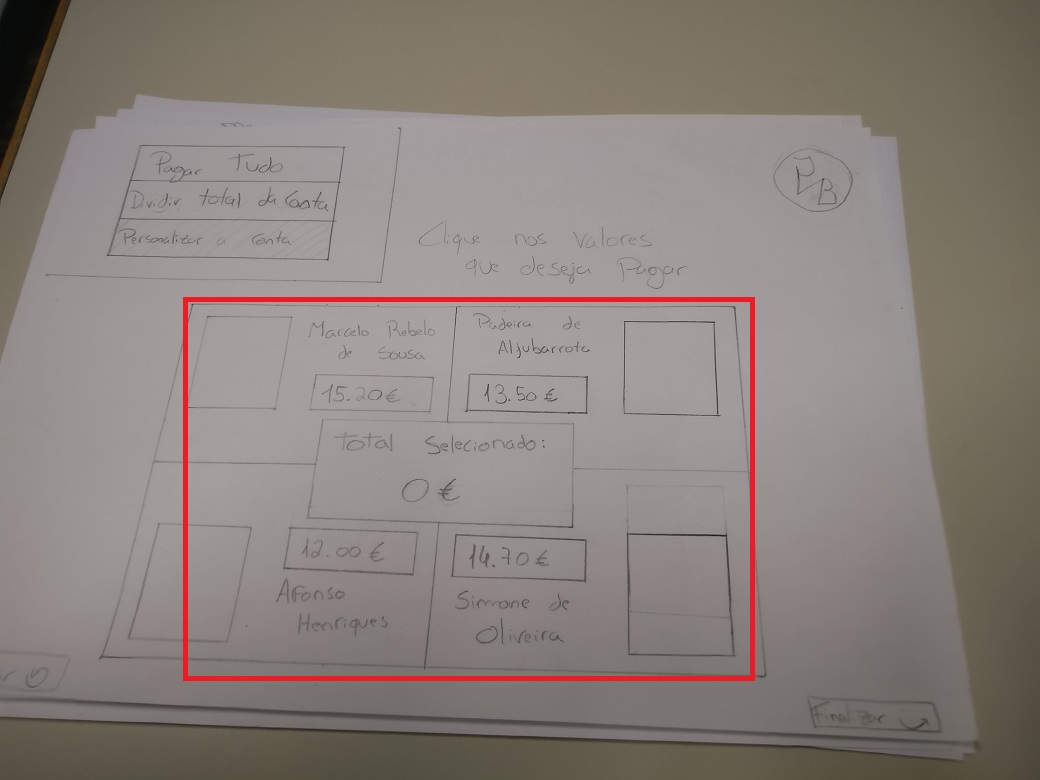 Pagar Tudo
Dividir total da Conta
Personalizar a conta
PB
Clique nos valores
que deseja Pagar
Marcelo Rebelo
de Sousa
15.20€
Padeira de
Aljubarrota
13.50€
Total Selecionado:
0€
12.00€
Afonso
Henriques
14.70€
Simone de
Oliveira
Finalizar